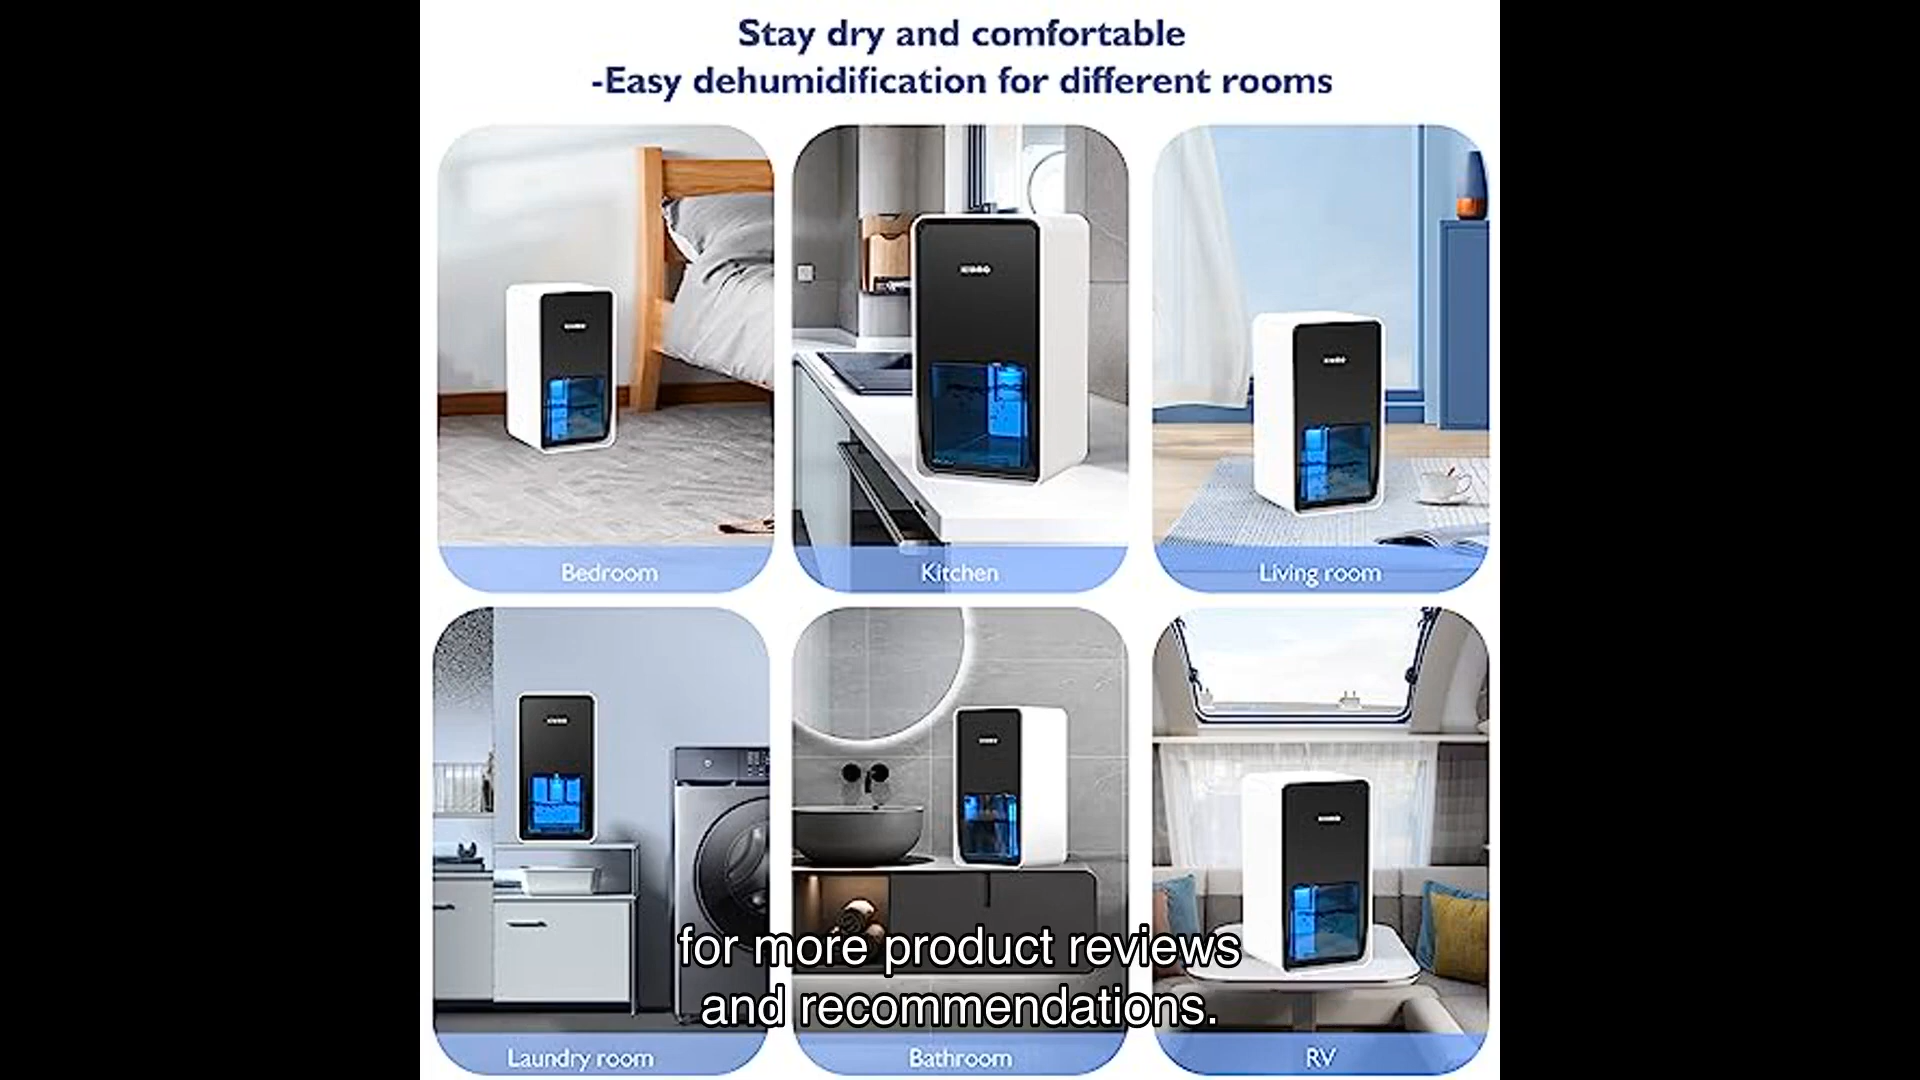 Stay dry and comfortable
-Easy dehumidification for different rooms
Bedroom
Kitchen
Living room
Laundry room
Bathroom
RV
for more product reviews
and recommendations.